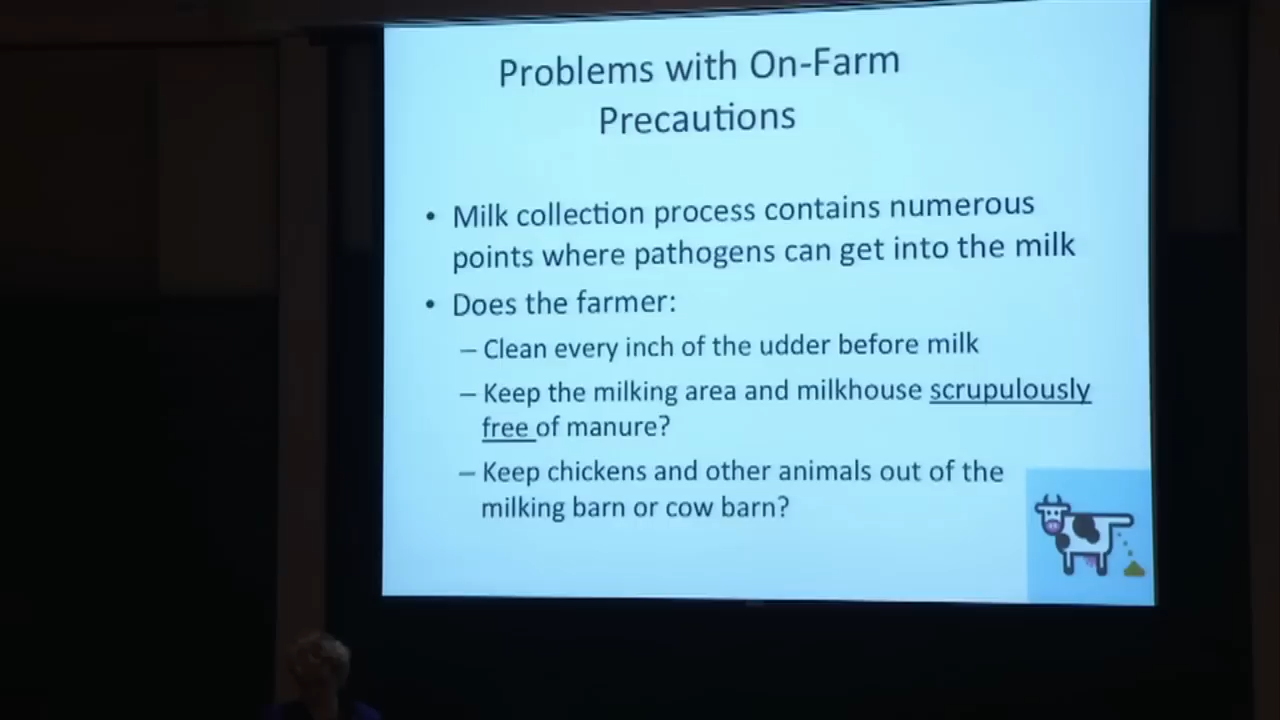 Problems with On-Farm
Precautions
• Milk collection process contains numerous
points where pathogens can get into the milk
• Does the farmer:
– Clean every inch of the udder before milk
– Keep the milking area and milkhouse scrupulously
free of manure?
– Keep chickens and other animals out of the
milking barn or cow barn?